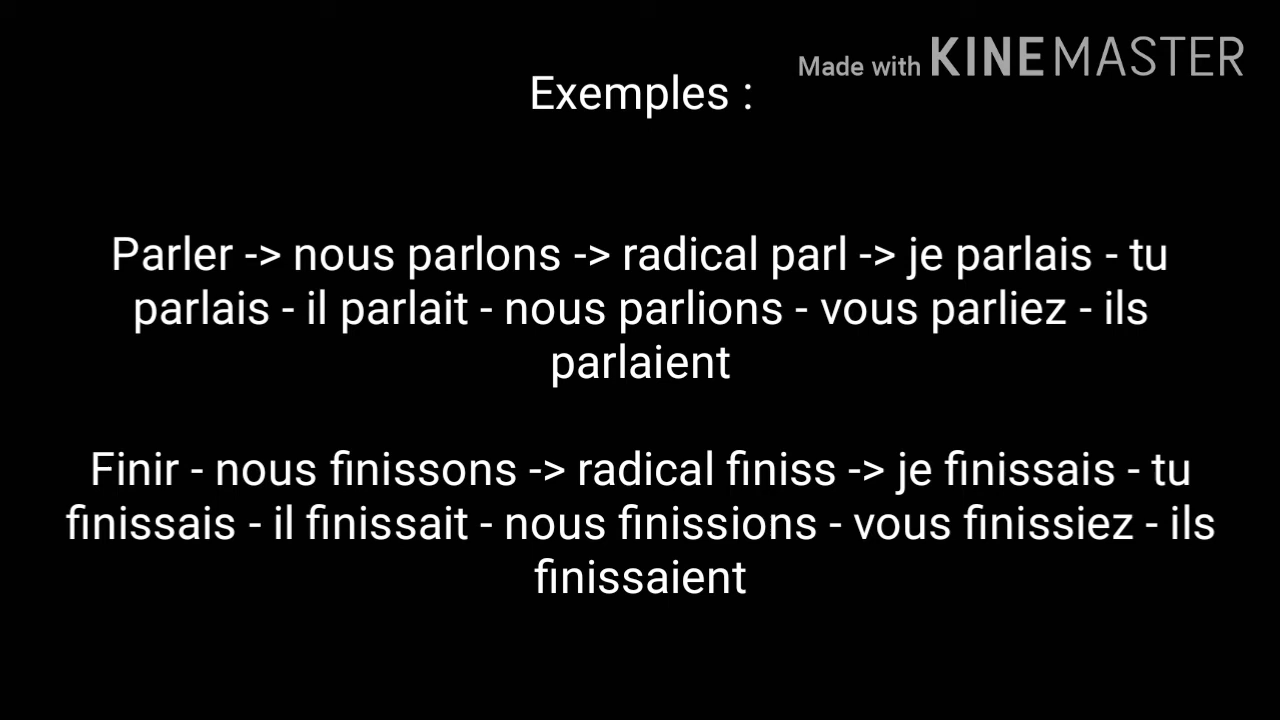 Made with KINEMASTER
Exemples :
Parler -> nous parlons -> radical parl -> je parlais - tu
parlais - il parlait - nous parlions - vous parliez - ils
parlaient
Finir - nous finissons -> radical finiss -> je finissais - tu
finissais - il finissait - nous finissions - vous finissiez - ils
finissaient